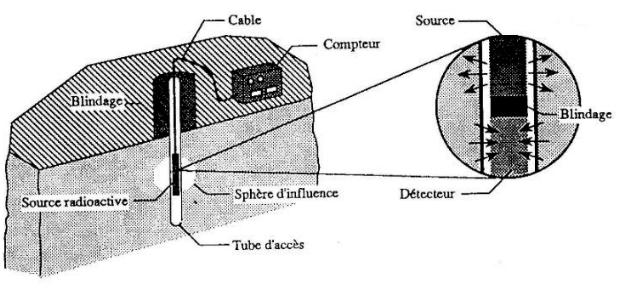 Cable
Compteur
Blindage
Source radioactive
Sphère d'influence
Tube d'accès
Source
Blindage
Détecteur